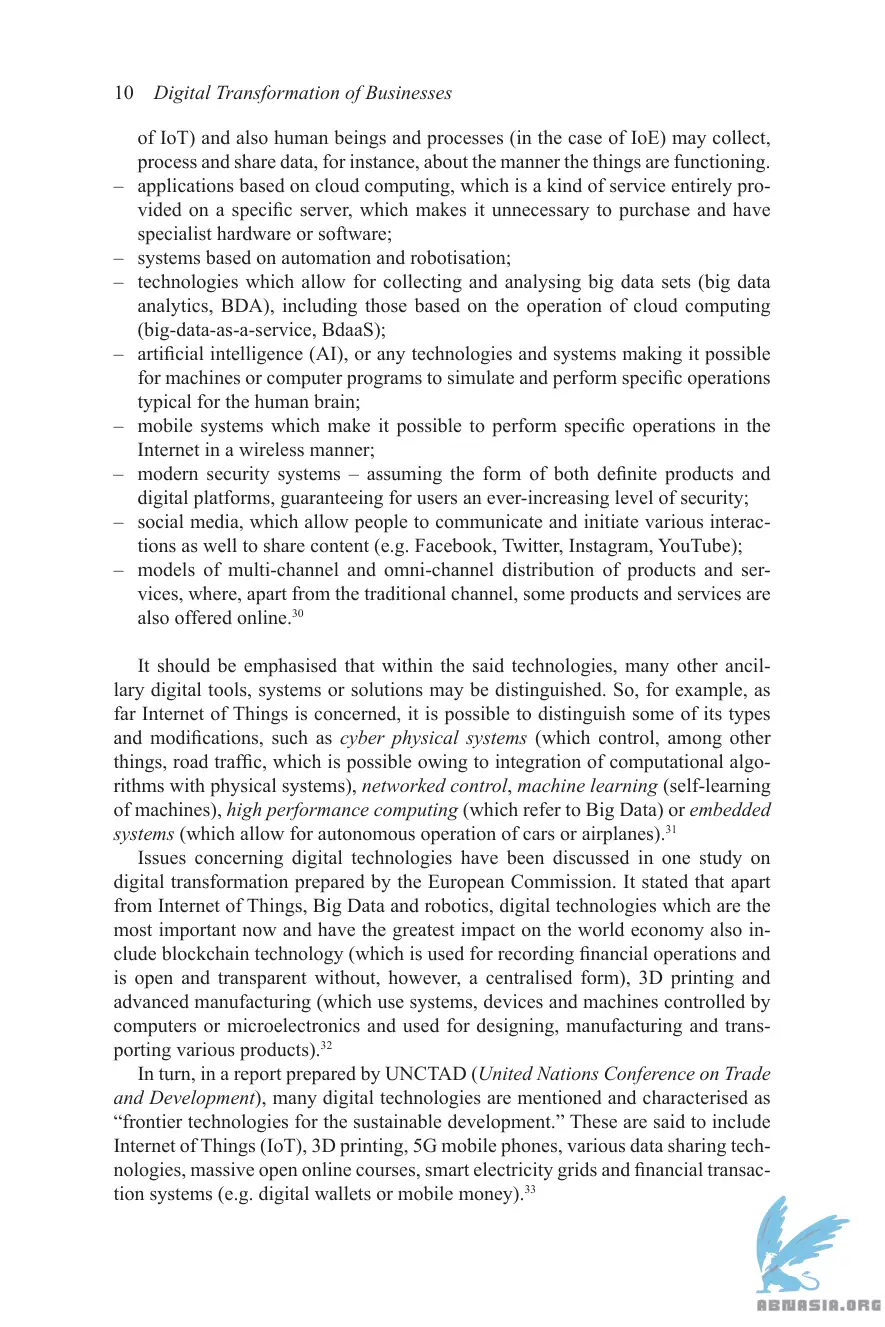 10 Digital Transformation of Businesses
of IoT) and also human beings and processes (in the case of IoE) may collect,
process and share data, for instance, about the manner the things are functioning.
– applications based on cloud computing, which is a kind of service entirely pro-
vided on a specific server, which makes it unnecessary to purchase and have
specialist hardware or software;
– systems based on automation and robotisation;
– technologies which allow for collecting and analysing big data sets (big data
analytics, BDA), including those based on the operation of cloud computing
(big-data-as-a-service, BdaaS);
– artificial intelligence (AI), or any technologies and systems making it possible
for machines or computer programs to simulate and perform specific operations
typical for the human brain;
– mobile systems which make it possible to perform specific operations in the
Internet in a wireless manner;
– modern security systems – assuming the form of both definite products and
digital platforms, guaranteeing for users an ever-increasing level of security;
– social media, which allow people to communicate and initiate various interac-
tions as well to share content (e.g. Facebook, Twitter, Instagram, YouTube);
– models of multi-channel and omni-channel distribution of products and ser-
vices, where, apart from the traditional channel, some products and services are
also offered online.30
It should be emphasised that within the said technologies, many other ancil-
lary digital tools, systems or solutions may be distinguished. So, for example, as
far Internet of Things is concerned, it is possible to distinguish some of its types
and modifications, such as cyber physical systems (which control, among other
things, road traffic, which is possible owing to integration of computational algo-
rithms with physical systems), networked control, machine learning (self-learning
of machines), high performance computing (which refer to Big Data) or embedded
systems (which allow for autonomous operation of cars or airplanes).31
Issues concerning digital technologies have been discussed in one study on
digital transformation prepared by the European Commission. It stated that apart
from Internet of Things, Big Data and robotics, digital technologies which are the
most important now and have the greatest impact on the world economy also in-
clude blockchain technology (which is used for recording financial operations and
is open and transparent without, however, a centralised form), 3D printing and
advanced manufacturing (which use systems, devices and machines controlled by
computers or microelectronics and used for designing, manufacturing and trans-
porting various products).32
In turn, in a report prepared by UNCTAD (United Nations Conference on Trade
and Development), many digital technologies are mentioned and characterised as
“frontier technologies for the sustainable development.” These are said to include
Internet of Things (IoT), 3D printing, 5G mobile phones, various data sharing tech-
nologies, massive open online courses, smart electricity grids and financial transac-
tion systems (e.g. digital wallets or mobile money).33
ABNASIA.ORG